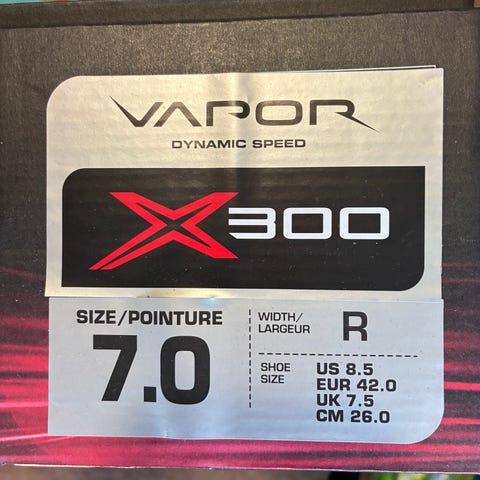 VAPOR
DYNAMIC SPEED
X300
SIZE/POINTURE
7.0
WIDTH/
LARGEUR
R
SHOE
SIZE
US 8.5
EUR 42.0
UK 7.5
CM 26.0